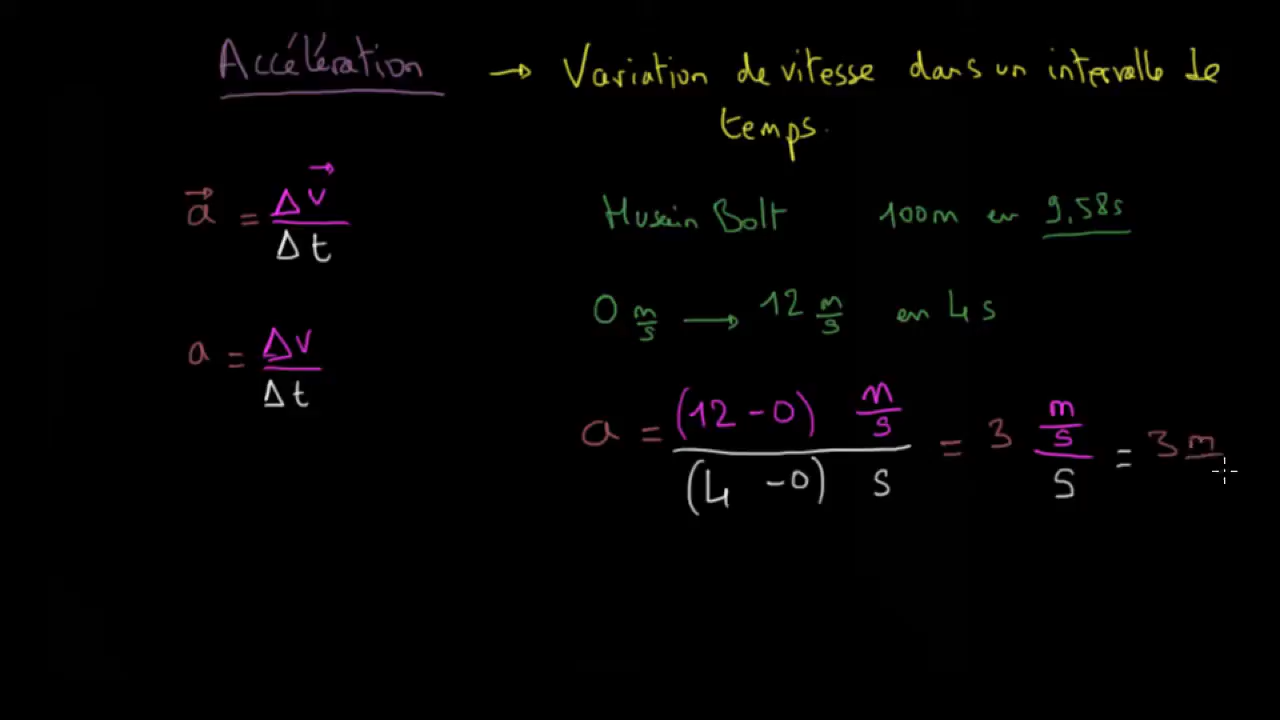 Accélération → Variation de vitesse dans un intervalle de
temps.
a⃗ = Δv⃗ / Δt
Husein Bolt 100m en 9,58s
0 m/s → 12 m/s en 4s
a = Δv / Δt
a = (12 - 0) m/s / (4 - 0) s = 3 m/s / s = 3 m